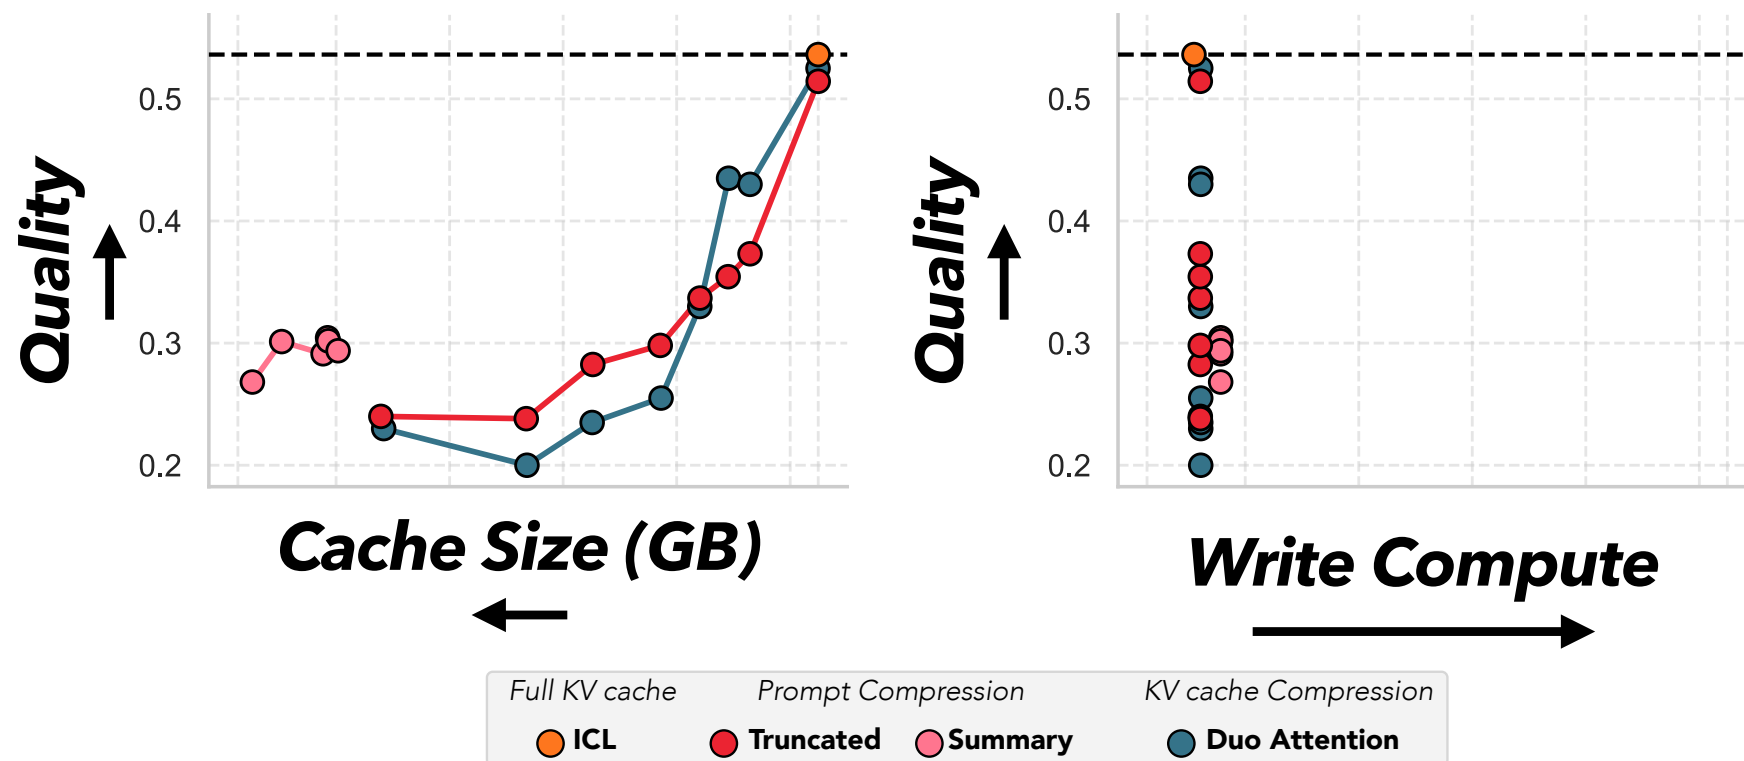 Quality
0.5
0.4
0.3
0.2
Cache Size (GB)
Quality
0.5
0.4
0.3
0.2
Write Compute
Full KV cache Prompt Compression KV cache Compression
ICL Truncated Summary Duo Attention